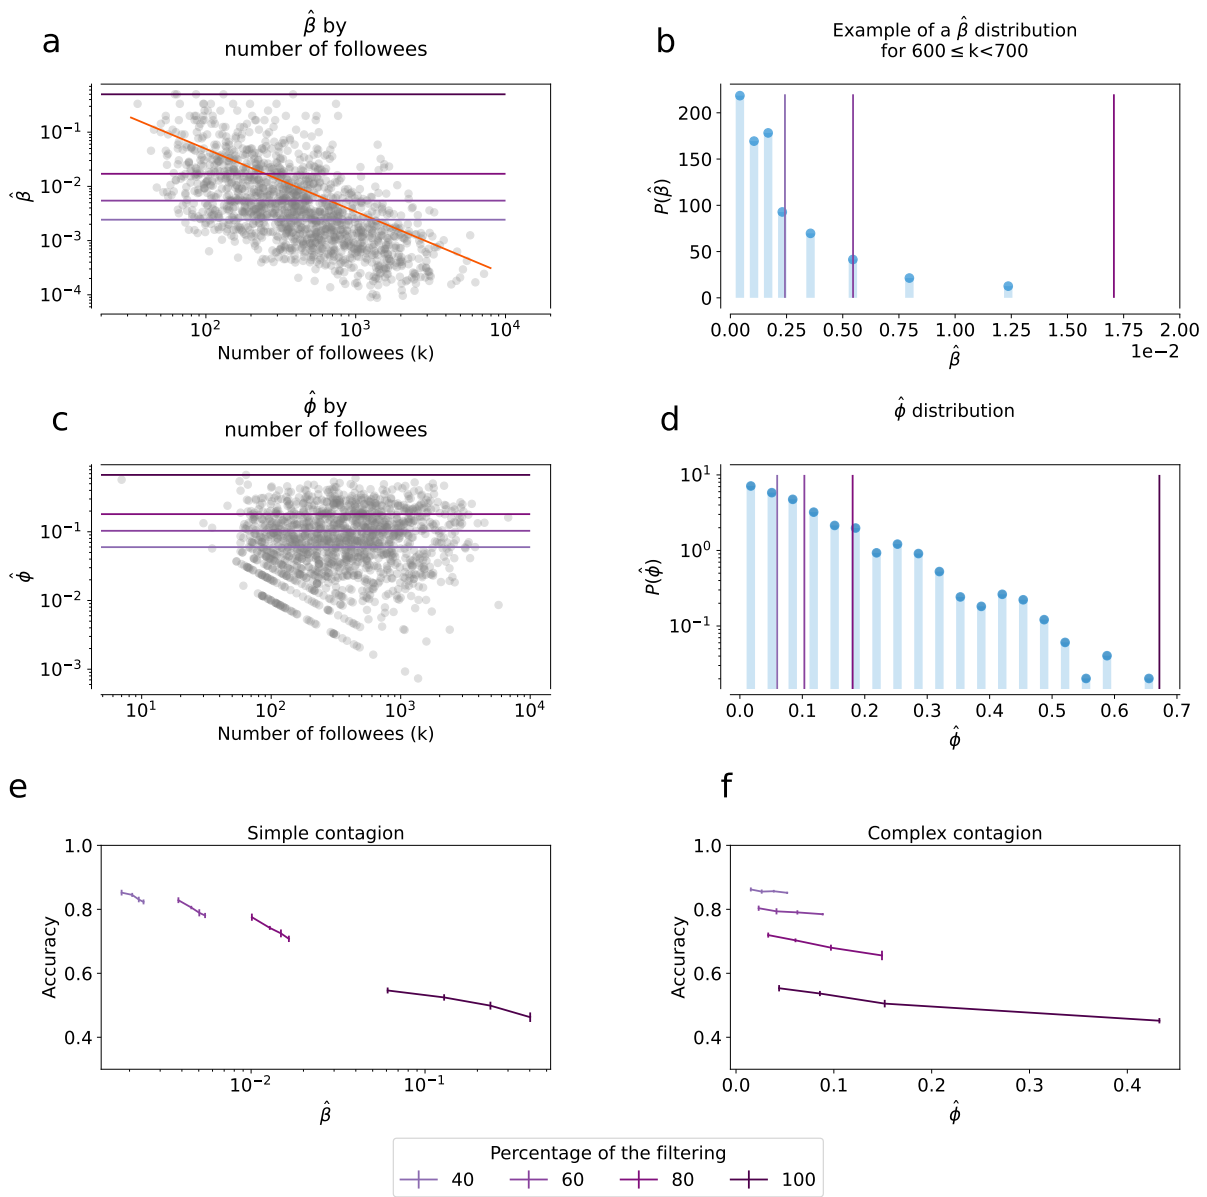 a
β̂ by
number of followees
10⁻¹
10⁻²
10⁻³
10⁻⁴
β̂
10² 10³ 10⁴
Number of followees (k)
b
Example of a β̂ distribution
for 600 ≤ k<700
200
150
100
50
0
P(β̂)
0.00 0.25 0.50 0.75 1.00 1.25 1.50 1.75 2.00
1e−2
β̂
c
ϕ̂ by
number of followees
10⁻¹
10⁻²
10⁻³
ϕ̂
10¹ 10² 10³ 10⁴
Number of followees (k)
d
ϕ̂ distribution
10¹
10⁰
10⁻¹
P(ϕ̂)
0.0 0.1 0.2 0.3 0.4 0.5 0.6 0.7
ϕ̂
e
Simple contagion
1.0
0.8
0.6
0.4
Accuracy
10⁻² 10⁻¹
β̂
f
Complex contagion
1.0
0.8
0.6
0.4
Accuracy
0.0 0.1 0.2 0.3 0.4
ϕ̂
Percentage of the filtering
40 60 80 100